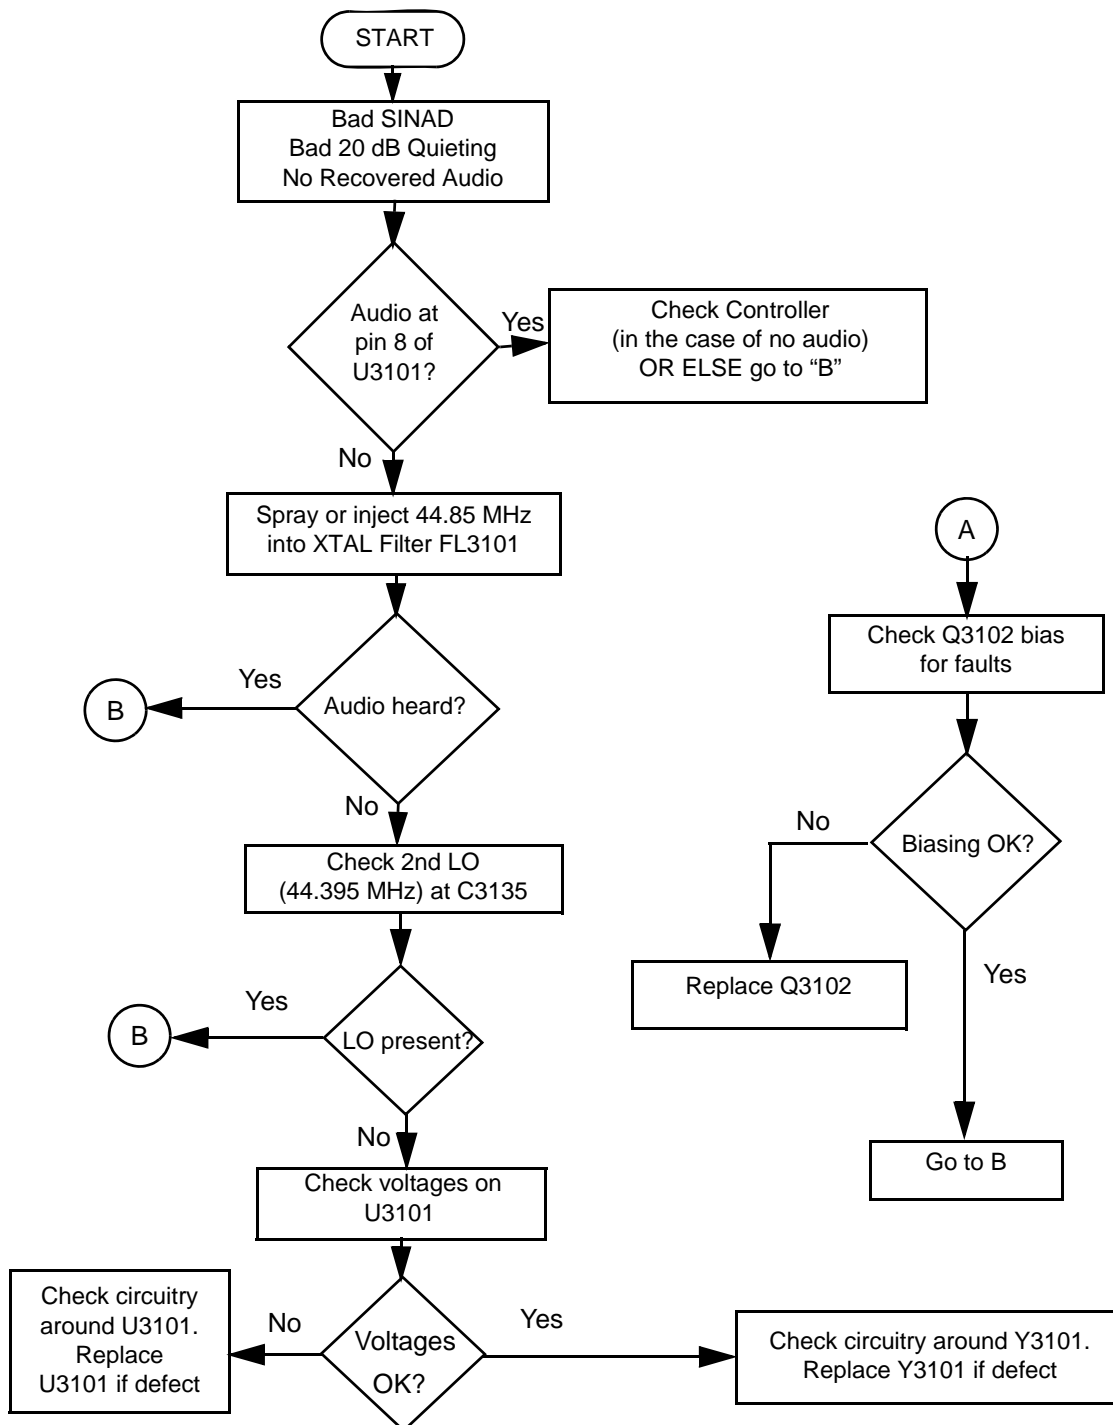 START
Bad SINAD
Bad 20 dB Quieting
No Recovered Audio
Audio at
pin 8 of
U3101?
Yes
Check Controller
(in the case of no audio)
OR ELSE go to “B”
No
Spray or inject 44.85 MHz
into XTAL Filter FL3101
Audio heard?
Yes
B
No
Check 2nd LO
(44.395 MHz) at C3135
LO present?
Yes
B
No
Check voltages on
U3101
Voltages
OK?
No
Check circuitry
around U3101.
Replace
U3101 if defect
Yes
Check circuitry around Y3101.
Replace Y3101 if defect
A
Check Q3102 bias
for faults
Biasing OK?
No
Replace Q3102
Yes
Go to B